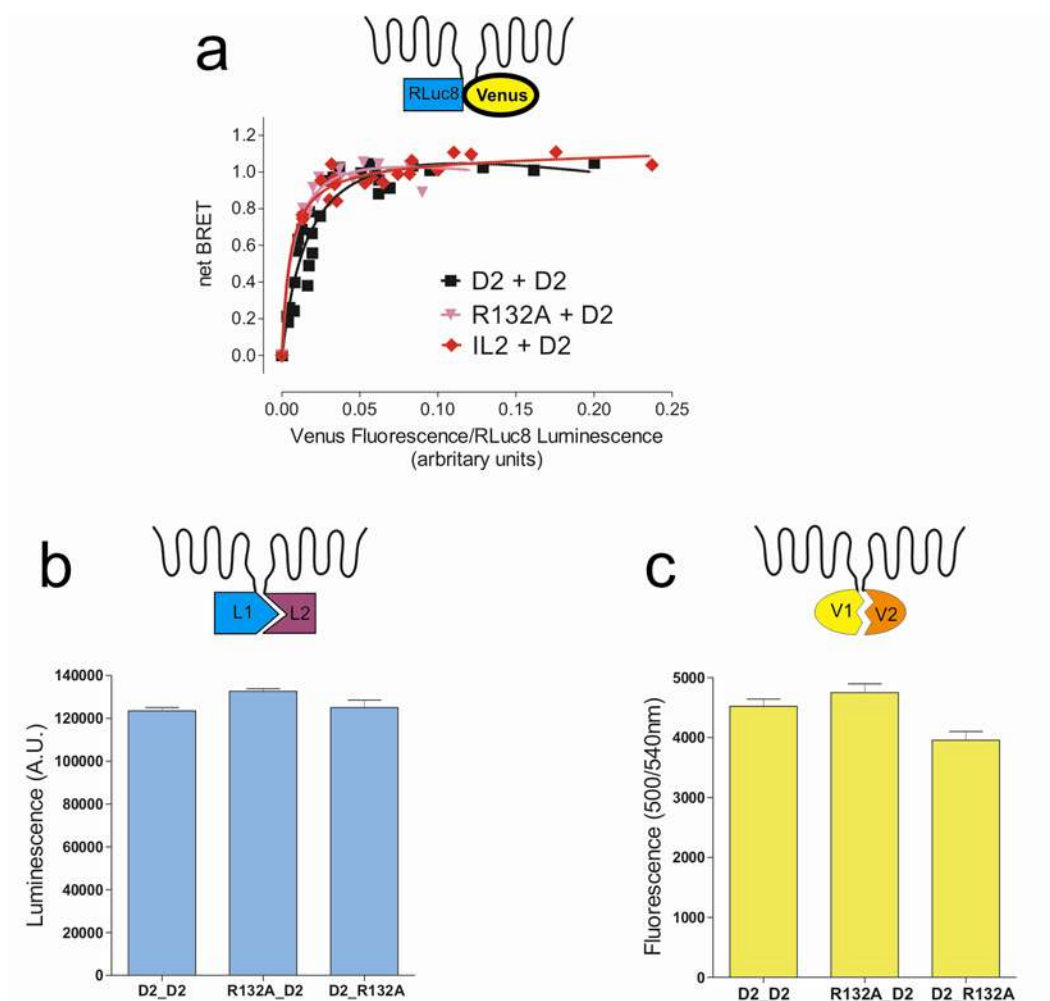 a
RLuc8
Venus
1.2
1.0
0.8
0.6
0.4
0.2
0.0
net BRET
D2 + D2
R132A + D2
IL2 + D2
0.00 0.05 0.10 0.15 0.20 0.25
Venus Fluorescence/RLuc8 Luminescence
(arbritary units)
b
L1 L2
140000
120000
100000
80000
60000
40000
20000
0
Luminescence (A.U.)
D2_D2 R132A_D2 D2_R132A
c
V1 V2
5000
4000
3000
2000
1000
0
Fluorescence (500/540nm)
D2_D2 R132A_D2 D2_R132A